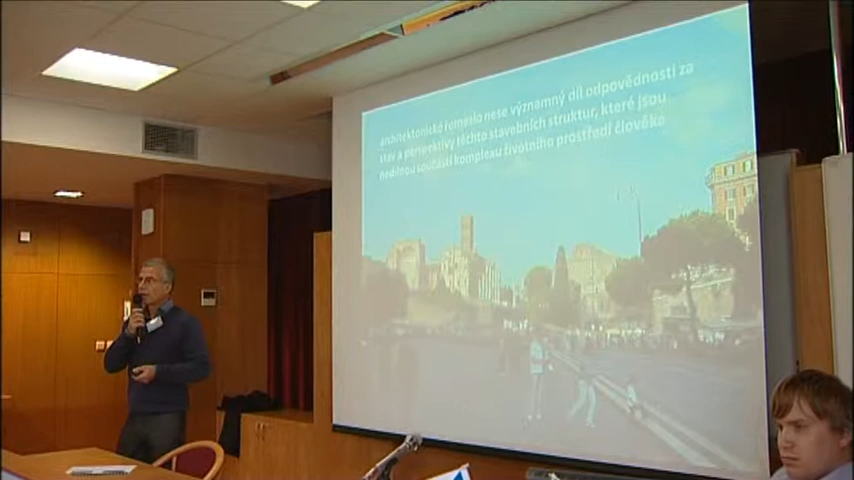 architektonické řemeslo nese významný díl odpovědnosti za
stav a perspektivy těchto stavebních struktur, které jsou
nedílnou součástí komplexu životního prostředí člověka